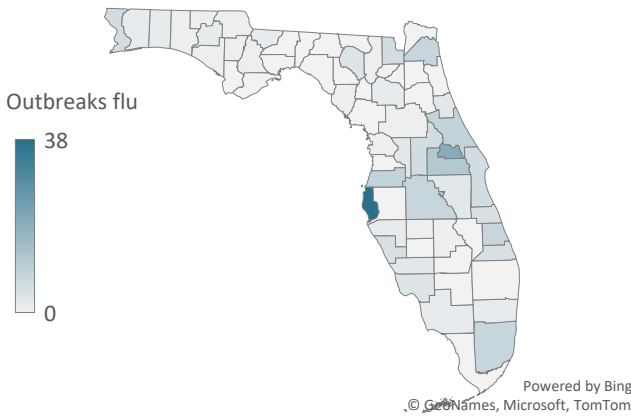 Outbreaks flu
38
0
Powered by Bing
© GeoNames, Microsoft, TomTom